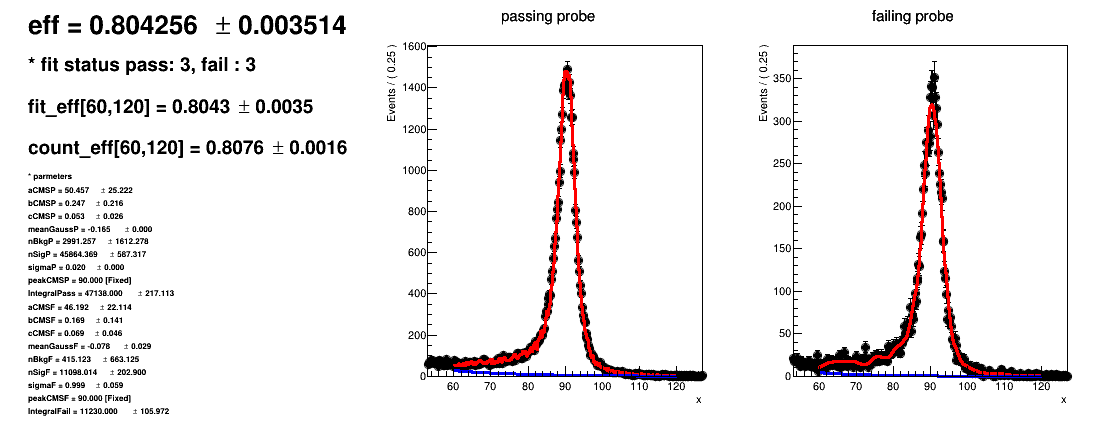 eff = 0.804256 ± 0.003514
* fit status pass: 3, fail : 3
fit_eff[60,120] = 0.8043 ± 0.0035
count_eff[60,120] = 0.8076 ± 0.0016
* parmeters
aCMSP = 50.457 ± 25.222
bCMSP = 0.247 ± 0.216
cCMSP = 0.053 ± 0.026
meanGaussP = -0.165 ± 0.000
nBkgP = 2991.257 ± 1612.278
nSigP = 45864.369 ± 587.317
sigmaP = 0.020 ± 0.000
peakCMSP = 90.000 [Fixed]
IntegralPass = 47138.000 ± 217.113
aCMSF = 46.192 ± 22.114
bCMSF = 0.169 ± 0.141
cCMSF = 0.069 ± 0.046
meanGaussF = -0.078 ± 0.029
nBkgF = 415.123 ± 663.125
nSigF = 11098.014 ± 202.900
sigmaF = 0.999 ± 0.059
peakCMSF = 90.000 [Fixed]
IntegralFail = 11230.000 ± 105.972
passing probe
Events / ( 0.25 )
1600
1400
1200
1000
800
600
400
200
0
60 70 80 90 100 110 120
x
failing probe
Events / ( 0.25 )
350
300
250
200
150
100
50
0
60 70 80 90 100 110 120
x